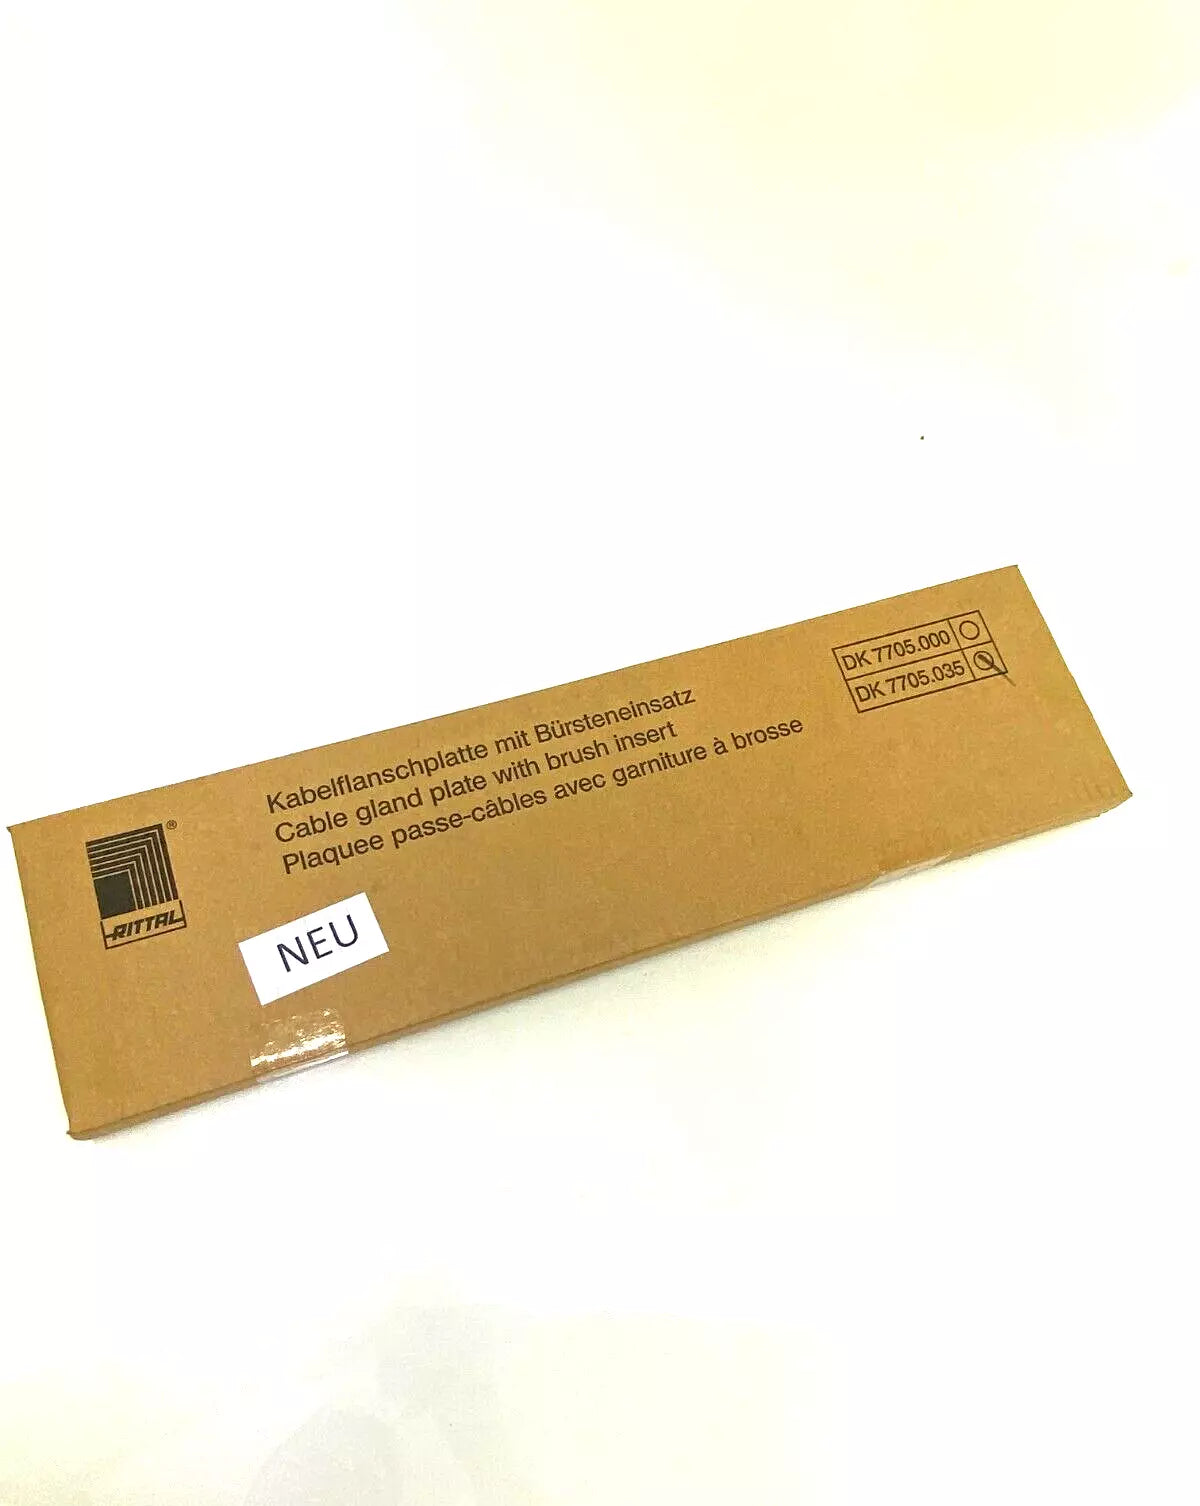 Kabelflanschplatte mit Bürsteneinsatz
Cable gland plate with brush insert
Plaquee passe-câbles avec garniture à brosse
DK 7705.000
DK 7705.035
®
RITTAL
NEU